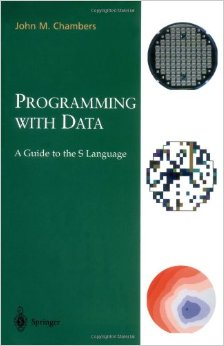 John M. Chambers
PROGRAMMING
WITH DATA
A Guide to the S Language
Springer